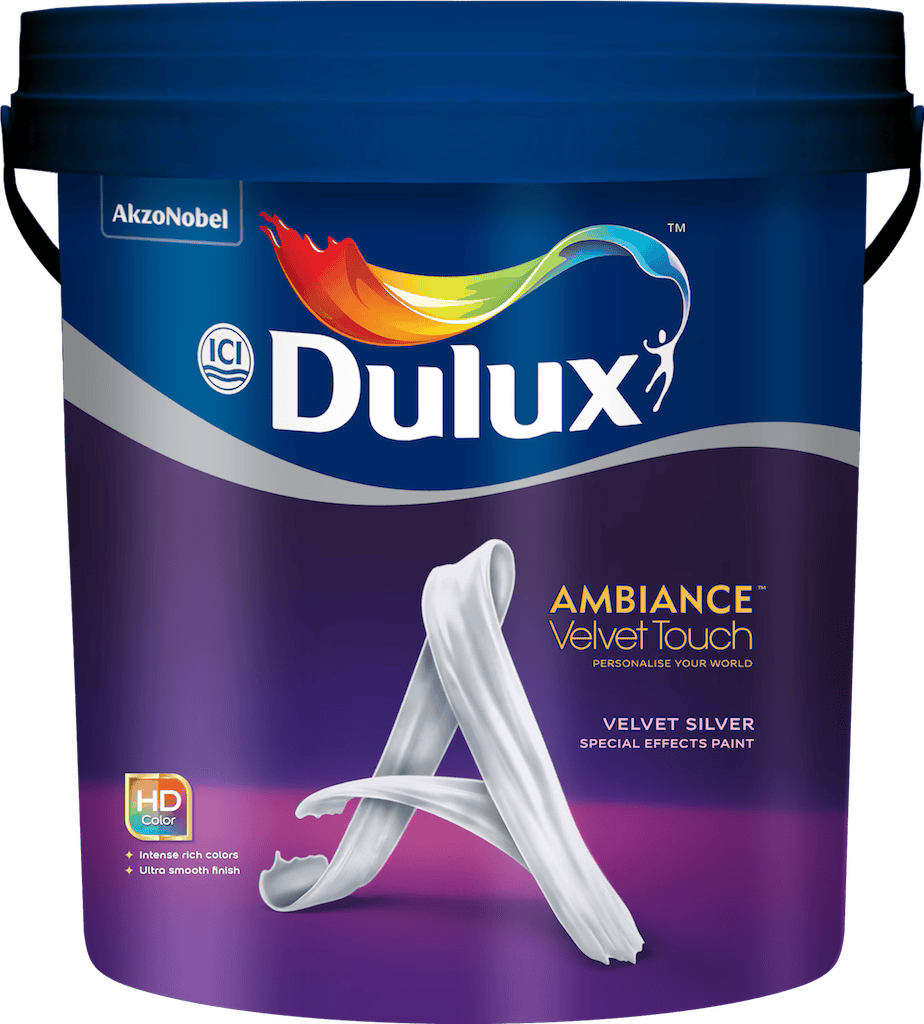 AkzoNobel
TM
ICI
Dulux
AMBIANCE™
Velvet Touch
PERSONALISE YOUR WORLD
VELVET SILVER
SPECIAL EFFECTS PAINT
HD
Color
Intense rich colors
Ultra smooth finish